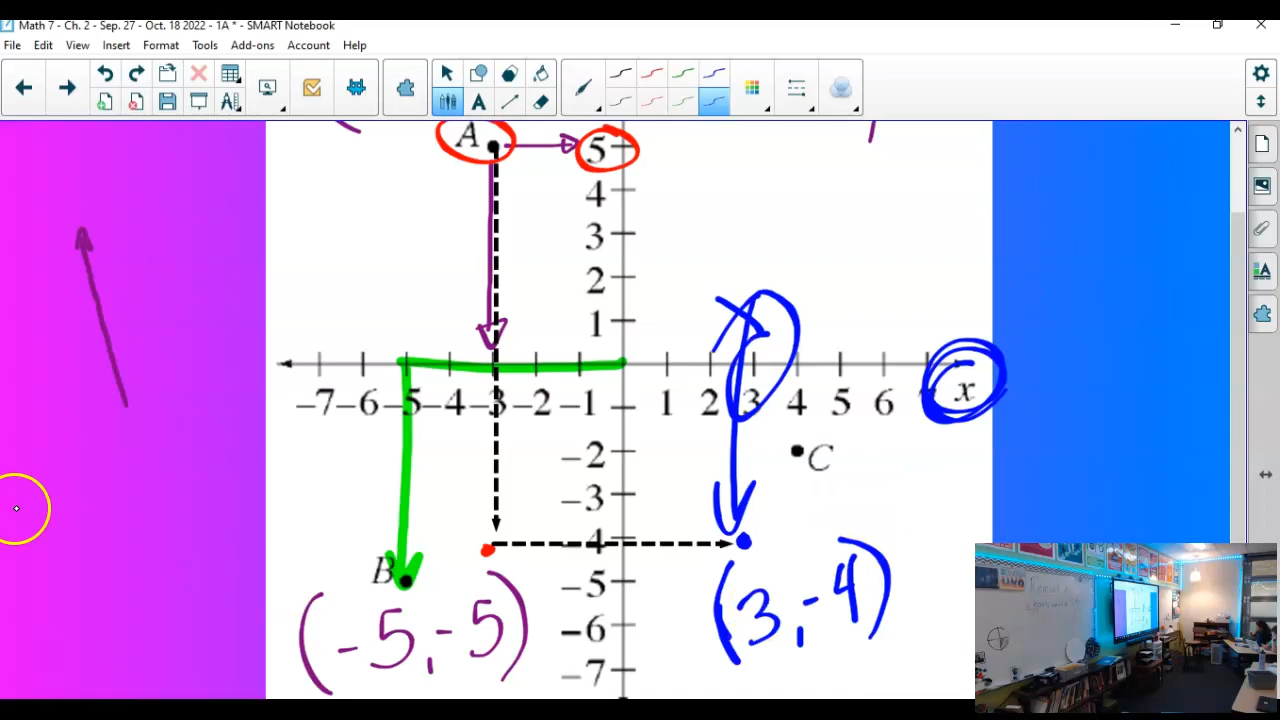 Math 7 - Ch. 2 - Sep. 27 - Oct. 18 2022 - 1A * - SMART Notebook
File Edit View Insert Format Tools Add-ons Account Help
A 5
4
3
2
1
-7 -6 -5 -4 -3 -2 -1 1 2 3 4 5 6 x
-2 C
-3
-4
B -5
(-5,-5) (3,-4)
-6
-7
UNO